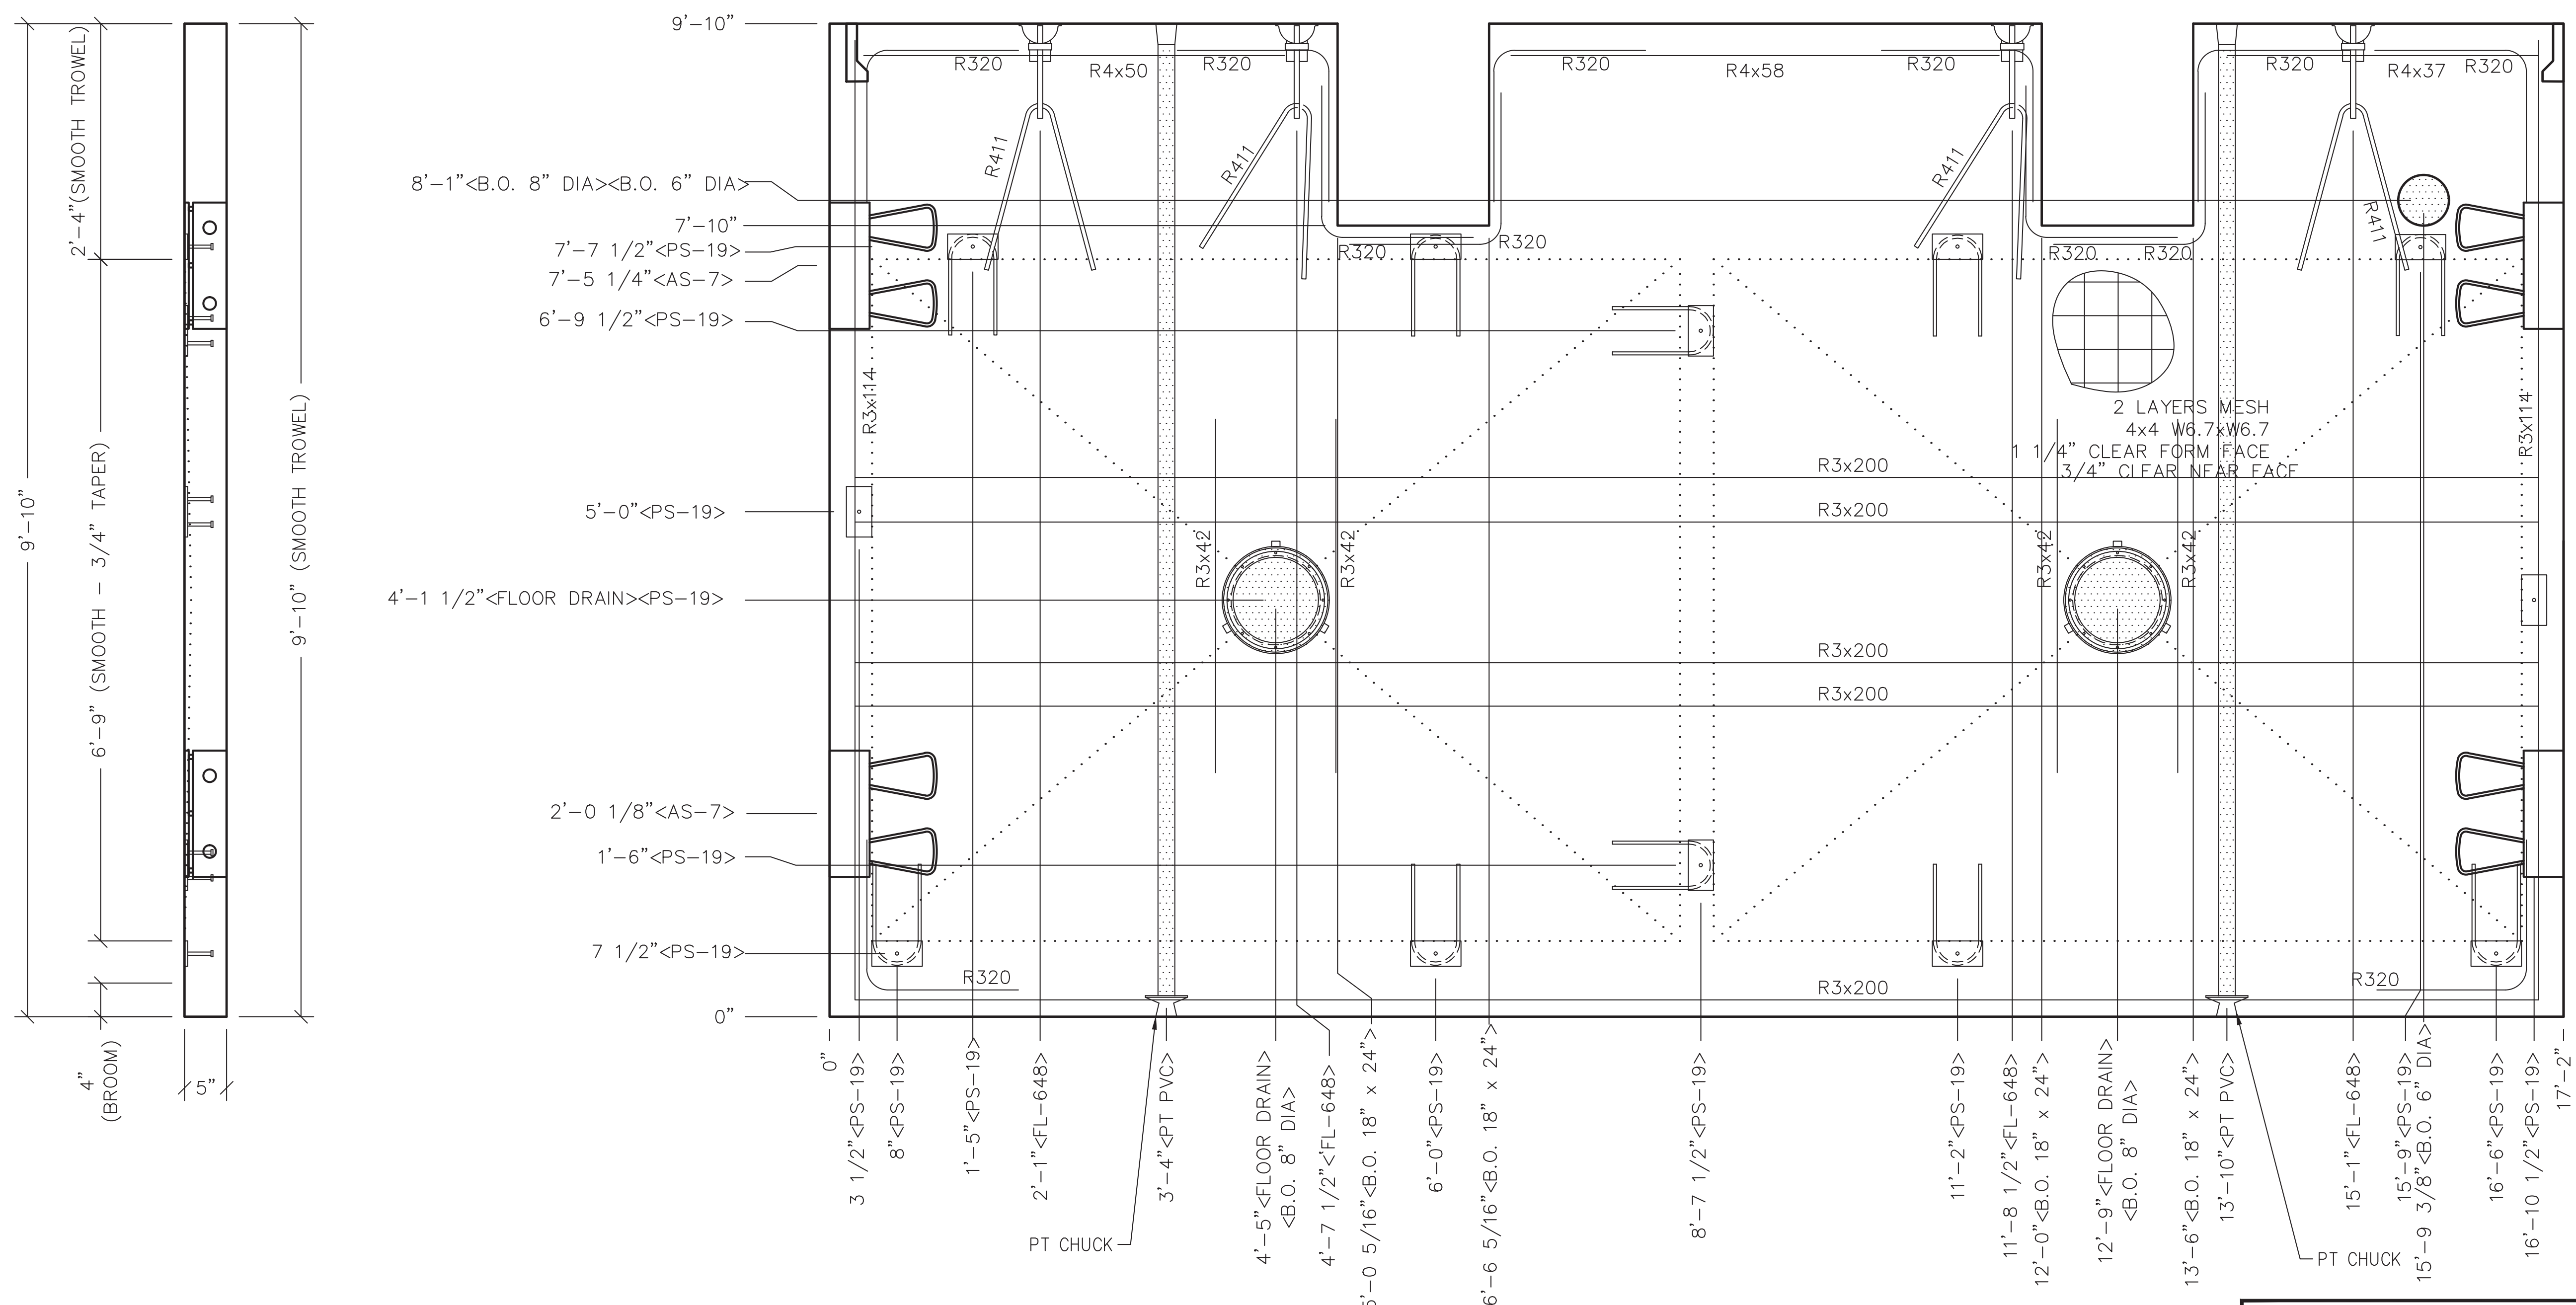 9'-10"
2'-4"(SMOOTH TROWEL)
6'-9" (SMOOTH - 3/4" TAPER)
4"
(BROOM)
5"
9'-10" (SMOOTH TROWEL)
9'-10"
8'-1"<B.O. 8" DIA><B.O. 6" DIA>
7'-10"
7'-7 1/2"<PS-19>
7'-5 1/4"<AS-7>
6'-9 1/2"<PS-19>
5'-0"<PS-19>
4'-1 1/2"<FLOOR DRAIN><PS-19>
2'-0 1/8"<AS-7>
1'-6"<PS-19>
7 1/2"<PS-19>
0"
R320
R4x50
R320
R320
R4x58
R320
R320
R4x37
R320
R411
R411
R411
R411
R320
R320
R320
R320
R3x114
R3x114
2 LAYERS MESH
4x4 W6.7xW6.7
1 1/4" CLEAR FORM FACE
3/4" CLEAR NEAR FACE
R3x200
R3x200
R3x42
R3x42
R3x42
R3x42
R3x200
R3x200
R320
R320
R3x200
0"
3 1/2"<PS-19>
8"<PS-19>
1'-5"<PS-19>
2'-1"<FL-648>
3'-4"<PT PVC>
4'-5"<FLOOR DRAIN>
<B.O. 8" DIA>
4'-7 1/2"<FL-648>
5'-0 5/16"<B.O. 18" x 24">
6'-0"<PS-19>
6'-6 5/16"<B.O. 18" x 24">
8'-7 1/2"<PS-19>
11'-2"<PS-19>
11'-8 1/2"<FL-648>
12'-0"<B.O. 18" x 24">
12'-9"<FLOOR DRAIN>
<B.O. 8" DIA>
13'-6"<B.O. 18" x 24">
13'-10"<PT PVC>
15'-1"<FL-648>
15'-9"<PS-19>
15'-9 3/8"<B.O. 6" DIA>
16'-6"<PS-19>
16'-10 1/2"<PS-19>
17'-2"
PT CHUCK
PT CHUCK